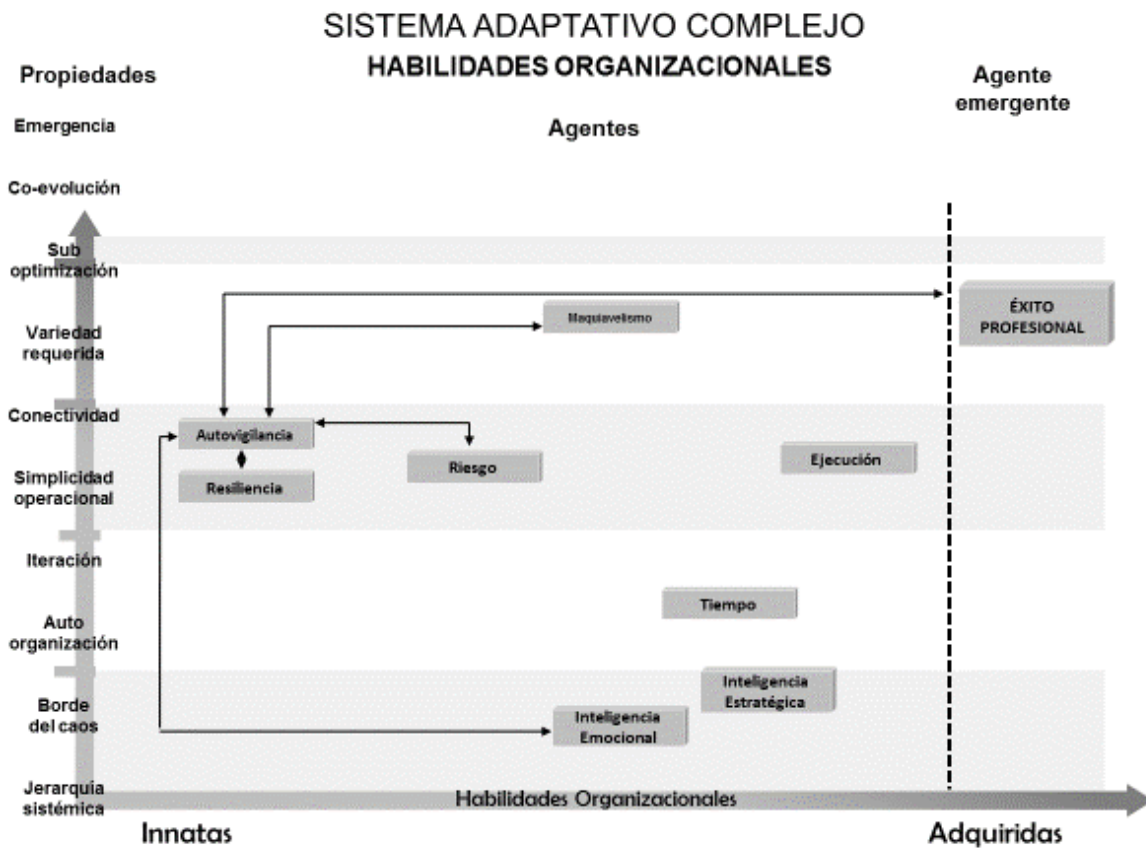 SISTEMA ADAPTATIVO COMPLEJO
HABILIDADES ORGANIZACIONALES
Propiedades
Agente
emergente
Emergencia
Agentes
Co-evolución
Sub
optimización
ÉXITO
PROFESIONAL
Maquiavelismo
Variedad
requerida
Conectividad
Autovigilancia
Riesgo
Ejecución
Simplicidad
operacional
Resiliencia
Iteración
Tiempo
Auto
organización
Inteligencia
Estratégica
Borde
del caos
Inteligencia
Emocional
Jerarquía
sistémica
Habilidades Organizacionales
Innatas
Adquiridas